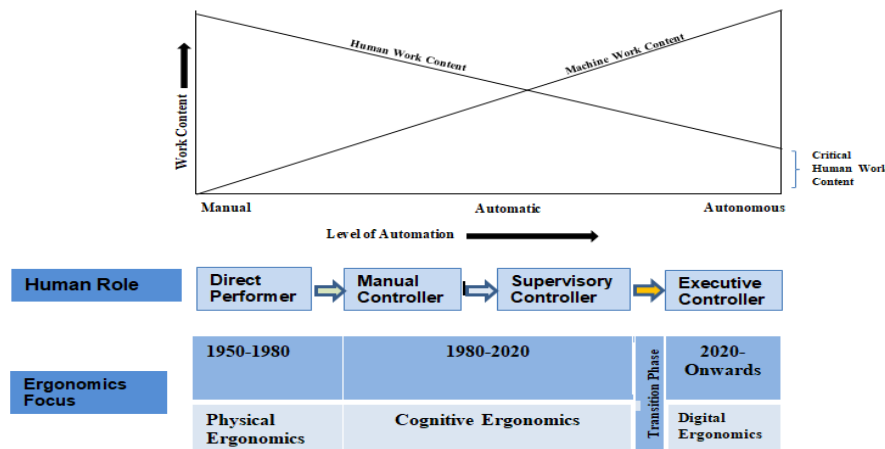 Human Work Content
Machine Work Content
Work Content
Critical
Human Work
Content
Manual
Automatic
Autonomous
Level of Automation
Human Role
Direct
Performer
Manual
Controller
Supervisory
Controller
Executive
Controller
Ergonomics
Focus
1950-1980
1980-2020
Transition Phase
2020-
Onwards
Physical
Ergonomics
Cognitive Ergonomics
Digital
Ergonomics